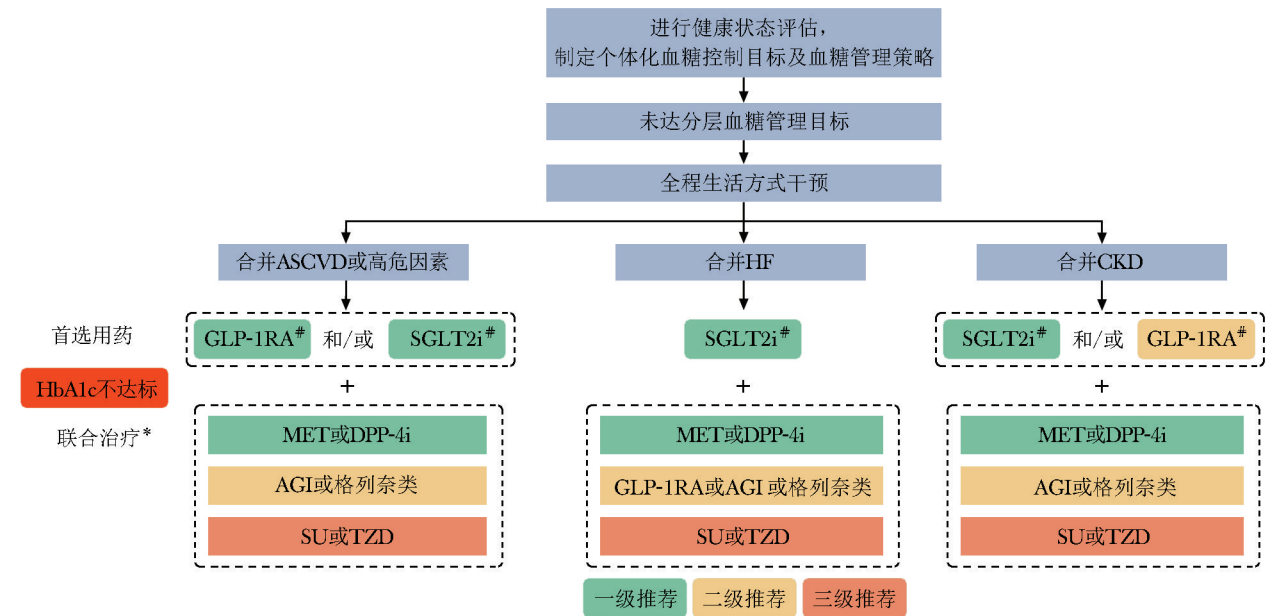 进行健康状态评估，
制定个体化血糖控制目标及血糖管理策略
未达分层血糖管理目标
全程生活方式干预
合并ASCVD或高危因素
合并HF
合并CKD
首选用药
GLP-1RA# 和/或 SGLT2i#
SGLT2i#
SGLT2i# 和/或 GLP-1RA#
HbA1c不达标
+
+
+
联合治疗*
MET或DPP-4i
MET或DPP-4i
MET或DPP-4i
AGI或格列奈类
GLP-1RA或AGI或格列奈类
AGI或格列奈类
SU或TZD
SU或TZD
SU或TZD
一级推荐
二级推荐
三级推荐